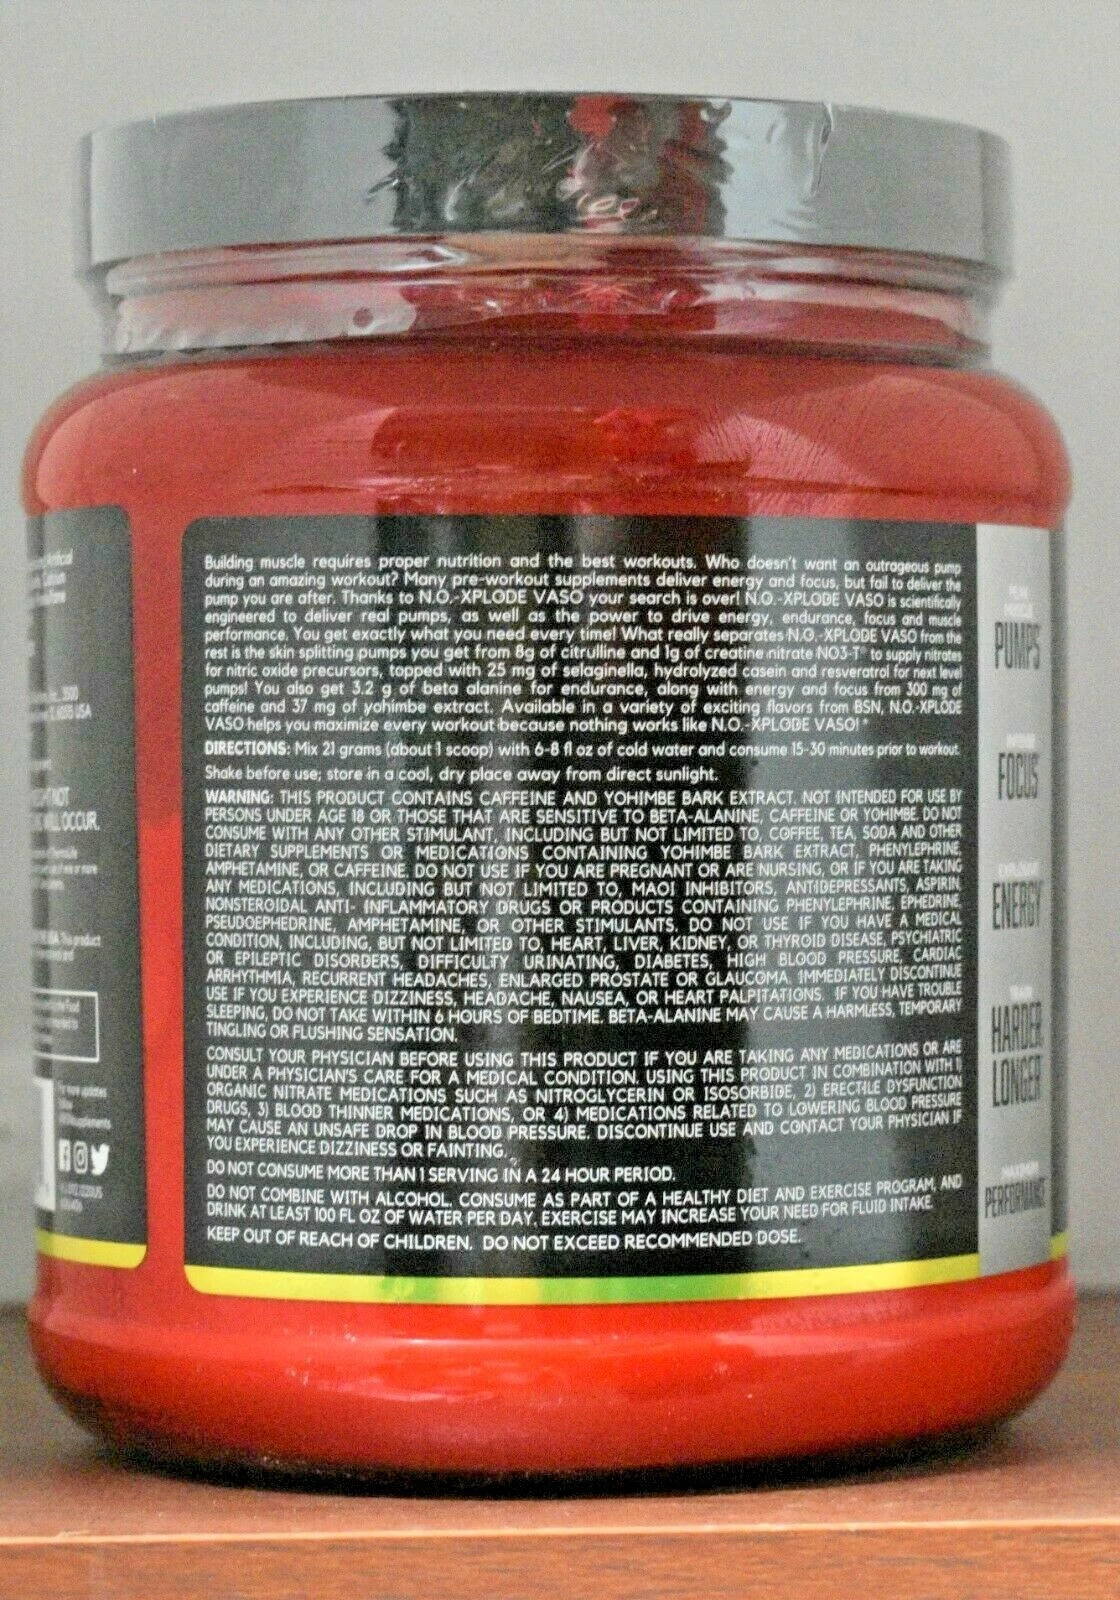 Building muscle requires proper nutrition and the best workouts. Who doesn't want an outrageous pump
during an amazing workout? Many pre-workout supplements deliver energy and focus, but fail to deliver the
pump you are after. Thanks to N.O.-XPLODE VASO your search is over! N.O.-XPLODE VASO is scientifically
engineered to deliver real pumps, as well as the power to drive energy, endurance, focus and muscle
performance. You get exactly what you need every time! What really separates N.O.-XPLODE VASO from the
rest is the skin splitting pumps you get from 8g of citrulline and 1g of creatine nitrate NO3-T® to supply nitrates
for nitric oxide precursors, topped with 25 mg of selaginella, hydrolyzed casein and resveratrol for next level
pumps! You also get 3.2 g of beta alanine for endurance, along with energy and focus from 300 mg of
caffeine and 37 mg of yohimbe extract. Available in a variety of exciting flavors from BSN, N.O.-XPLODE
VASO helps you maximize every workout because nothing works like N.O.-XPLODE VASO! *
DIRECTIONS: Mix 21 grams (about 1 scoop) with 6-8 fl oz of cold water and consume 15-30 minutes prior to workout.
Shake before use; store in a cool, dry place away from direct sunlight.
WARNING: THIS PRODUCT CONTAINS CAFFEINE AND YOHIMBE BARK EXTRACT. NOT INTENDED FOR USE BY
PERSONS UNDER AGE 18 OR THOSE THAT ARE SENSITIVE TO BETA-ALANINE, CAFFEINE OR YOHIMBE. DO NOT
CONSUME WITH ANY OTHER STIMULANT, INCLUDING BUT NOT LIMITED TO, COFFEE, TEA, SODA AND OTHER
DIETARY SUPPLEMENTS OR MEDICATIONS CONTAINING YOHIMBE BARK EXTRACT, PHENYLEPHRINE,
AMPHETAMINE, OR CAFFEINE. DO NOT USE IF YOU ARE PREGNANT OR ARE NURSING, OR IF YOU ARE TAKING
ANY MEDICATIONS, INCLUDING BUT NOT LIMITED TO, MAOI INHIBITORS, ANTIDEPRESSANTS, ASPIRIN,
NONSTEROIDAL ANTI- INFLAMMATORY DRUGS OR PRODUCTS CONTAINING PHENYLEPHRINE, EPHEDRINE,
PSEUDOEPHEDRINE, AMPHETAMINE, OR OTHER STIMULANTS. DO NOT USE IF YOU HAVE A MEDICAL
CONDITION, INCLUDING, BUT NOT LIMITED TO, HEART, LIVER, KIDNEY, OR THYROID DISEASE, PSYCHIATRIC
OR EPILEPTIC DISORDERS, DIFFICULTY URINATING, DIABETES, HIGH BLOOD PRESSURE, CARDIAC
ARRHYTHMIA, RECURRENT HEADACHES, ENLARGED PROSTATE OR GLAUCOMA. IMMEDIATELY DISCONTINUE
USE IF YOU EXPERIENCE DIZZINESS, HEADACHE, NAUSEA, OR HEART PALPITATIONS. IF YOU HAVE TROUBLE
SLEEPING, DO NOT TAKE WITHIN 6 HOURS OF BEDTIME. BETA-ALANINE MAY CAUSE A HARMLESS, TEMPORARY
TINGLING OR FLUSHING SENSATION.
CONSULT YOUR PHYSICIAN BEFORE USING THIS PRODUCT IF YOU ARE TAKING ANY MEDICATIONS OR ARE
UNDER A PHYSICIAN'S CARE FOR A MEDICAL CONDITION. USING THIS PRODUCT IN COMBINATION WITH 1)
ORGANIC NITRATE MEDICATIONS SUCH AS NITROGLYCERIN OR ISOSORBIDE, 2) ERECTILE DYSFUNCTION
DRUGS, 3) BLOOD THINNER MEDICATIONS, OR 4) MEDICATIONS RELATED TO LOWERING BLOOD PRESSURE
MAY CAUSE AN UNSAFE DROP IN BLOOD PRESSURE. DISCONTINUE USE AND CONTACT YOUR PHYSICIAN IF
YOU EXPERIENCE DIZZINESS OR FAINTING.
DO NOT CONSUME MORE THAN 1 SERVING IN A 24 HOUR PERIOD.
DO NOT COMBINE WITH ALCOHOL. CONSUME AS PART OF A HEALTHY DIET AND EXERCISE PROGRAM, AND
DRINK AT LEAST 100 FL OZ OF WATER PER DAY. EXERCISE MAY INCREASE YOUR NEED FOR FLUID INTAKE.
KEEP OUT OF REACH OF CHILDREN. DO NOT EXCEED RECOMMENDED DOSE.
PUMPS
FOCUS
ENERGY
HARDER
LONGER
PERFORMANCE
NOT
WILL OCCUR.